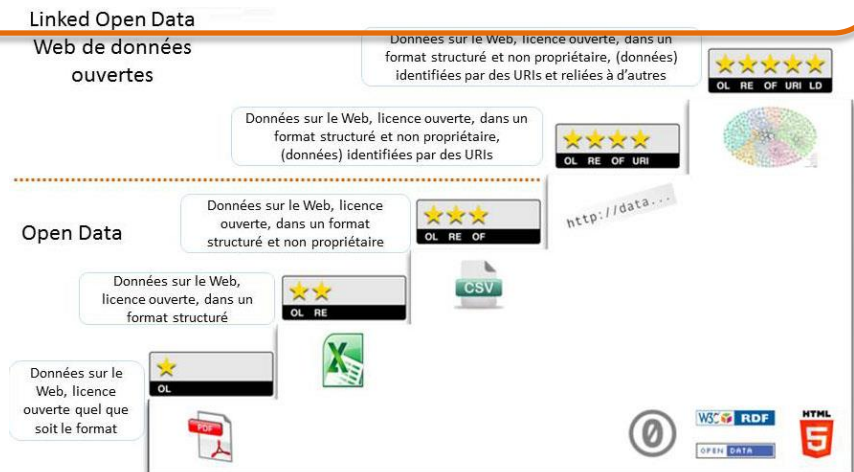 Linked Open Data
Web de données
ouvertes
Données sur le Web, licence ouverte, dans un
format structuré et non propriétaire, (données)
identifiées par des URIs et reliées à d'autres
OL RE OF URI LD
Données sur le Web, licence ouverte, dans un
format structuré et non propriétaire,
(données) identifiées par des URIs
OL RE OF URI
http://data...
Open Data
Données sur le Web, licence
ouverte, dans un format
structuré et non propriétaire
OL RE OF
CSV
Données sur le Web,
licence ouverte, dans un
format structuré
OL RE
X
Données sur le
Web, licence
ouverte quel que
soit le format
OL
PDF
0
W3C RDF
OPEN DATA
HTML
5